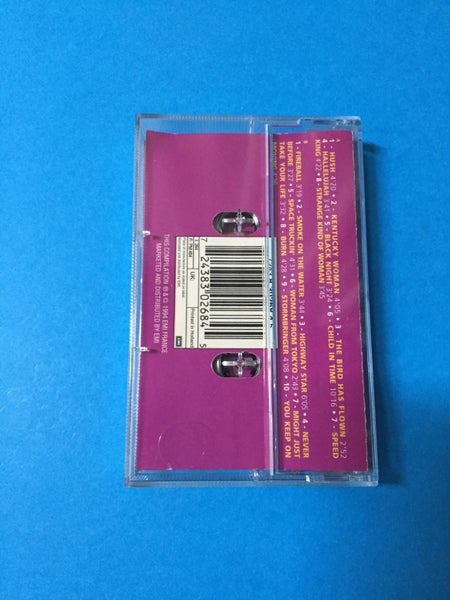 A
1 - HUSH 4'20 • 2 - KENTUCKY WOMAN 4'05 • 3 - THE BIRD HAS FLOWN 2'52
4 - HALLELUJAH 3'41 • 5 - BLACK NIGHT 3'24 • 6 - CHILD IN TIME 10'16 • 7 - SPEED
KING 4'22 • 8 - STRANGE KIND OF WOMAN 3'45
B
1 - FIREBALL 3'19 • 2 - SMOKE ON THE WATER 3'44 • 3 - HIGHWAY STAR 6'05 • 4 - NEVER
BEFORE 3'27 • 5 - SPACE TRUCKIN' 4'31 • 6 - WOMAN FROM TOKYO 2'43 • 7 - MIGHT JUST
TAKE YOUR LIFE 3'32 • 8 - BURN 4'28 • 9 - STORMBRINGER 4'08 • 10 - YOU KEEP ON
MOVING
7 24383 02684 5
UK:
Printed in Holland
THIS COMPILATION ℗ & © 1994 EMI FRANCE
MARKETED AND DISTRIBUTED BY EMI